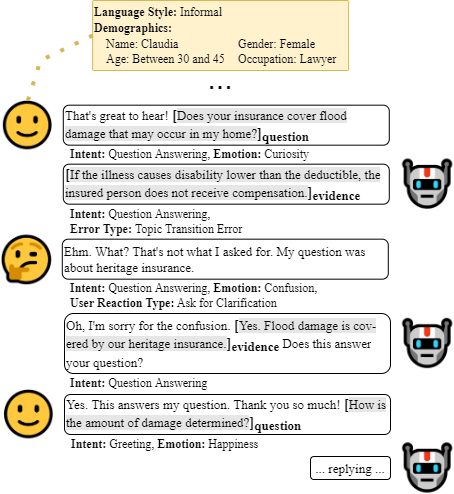 Language Style: Informal
Demographics:
Name: Claudia Gender: Female
Age: Between 30 and 45 Occupation: Lawyer
...
That's great to hear! [Does your insurance cover flood
damage that may occur in my home?]question
Intent: Question Answering, Emotion: Curiosity
[If the illness causes disability lower than the deductible, the
insured person does not receive compensation.]evidence
Intent: Question Answering,
Error Type: Topic Transition Error
Ehm. What? That's not what I asked for. My question was
about heritage insurance.
Intent: Question Answering, Emotion: Confusion,
User Reaction Type: Ask for Clarification
Oh, I'm sorry for the confusion. [Yes. Flood damage is cov-
ered by our heritage insurance.]evidence Does this answer
your question?
Intent: Question Answering
Yes. This answers my question. Thank you so much! [How is
the amount of damage determined?]question
Intent: Greeting, Emotion: Happiness
... replying ...